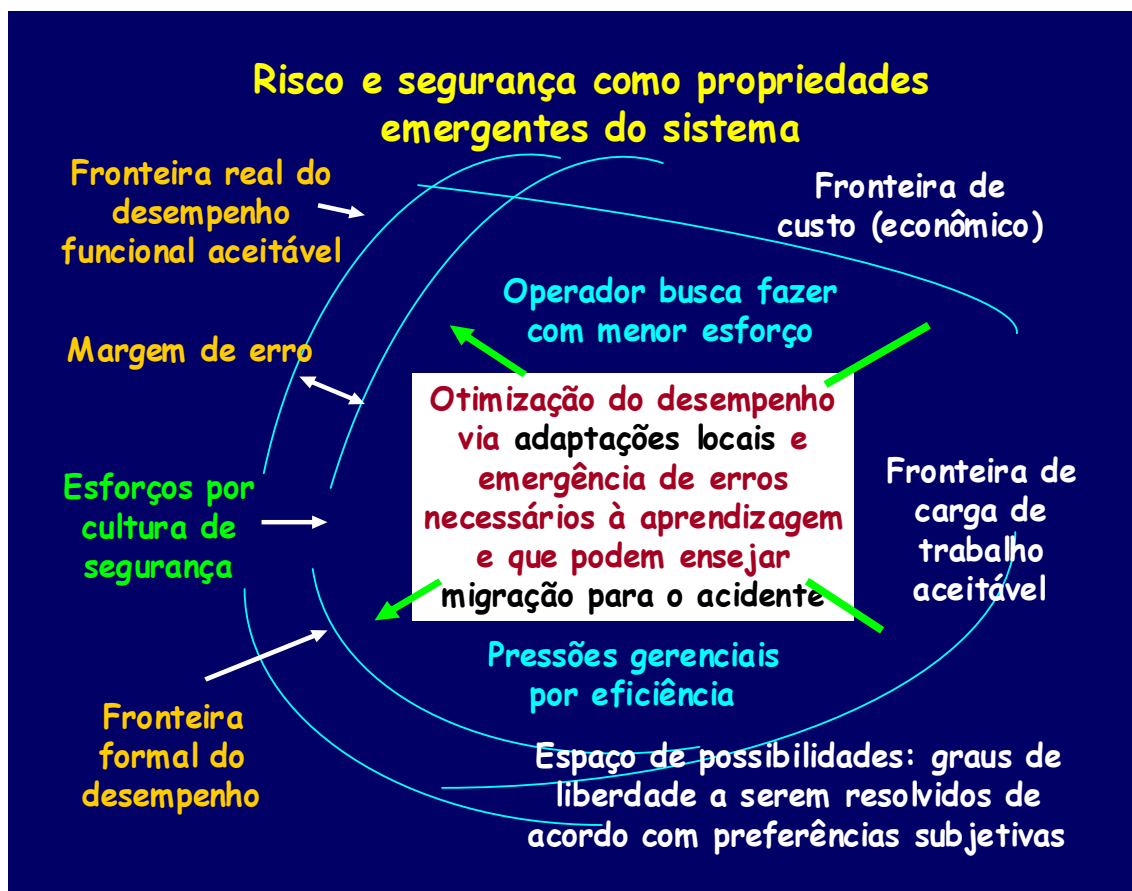 Risco e segurança como propriedades
emergentes do sistema
Fronteira real do
desempenho
funcional aceitável
Fronteira de
custo (econômico)
Operador busca fazer
com menor esforço
Margem de erro
Otimização do desempenho
via adaptações locais e
emergência de erros
necessários à aprendizagem
e que podem ensejar
migração para o acidente
Esforços por
cultura de
segurança
Fronteira de
carga de
trabalho
aceitável
Pressões gerenciais
por eficiência
Fronteira
formal do
desempenho
Espaço de possibilidades: graus de
liberdade a serem resolvidos de
acordo com preferências subjetivas